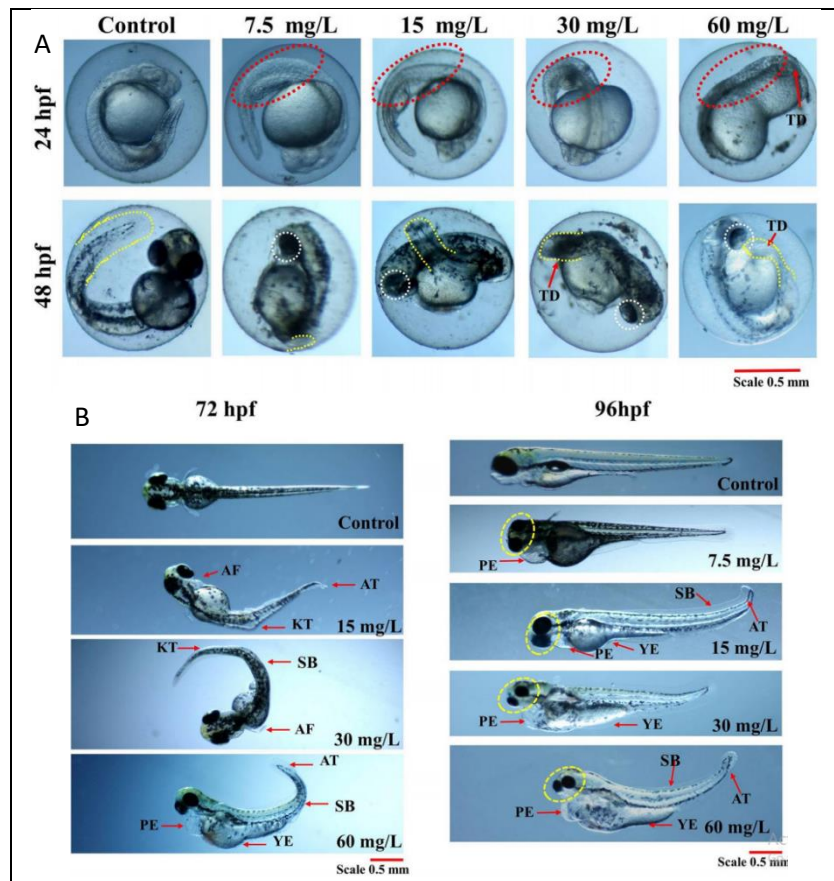 A
Control 7.5 mg/L 15 mg/L 30 mg/L 60 mg/L
24 hpf
TD
48 hpf
TD
TD
Scale 0.5 mm
B
72 hpf
Control
AF
AT
KT
15 mg/L
KT
SB
AF
30 mg/L
AT
SB
PE
YE
60 mg/L
Scale 0.5 mm
96hpf
Control
PE
7.5 mg/L
SB
AT
PE
YE
15 mg/L
PE
YE
30 mg/L
SB
AT
PE
YE
60 mg/L
Scale 0.5 mm